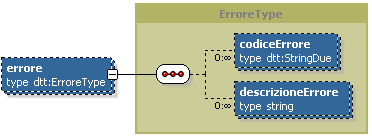 ErroreType
errore
type dtt:ErroreType
0:∞
codiceErrore
type dtt:StringDue
0:∞
descrizioneErrore
type string